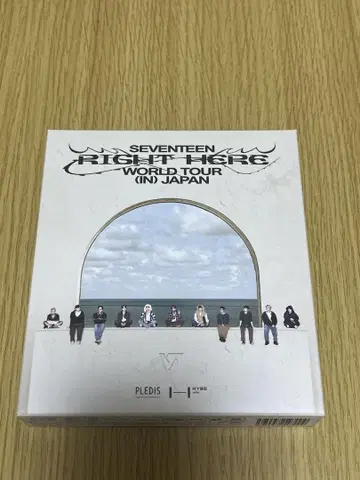 SEVENTEEN
RIGHT HERE
WORLD TOUR
(IN) JAPAN
PLEDIS
HYBE